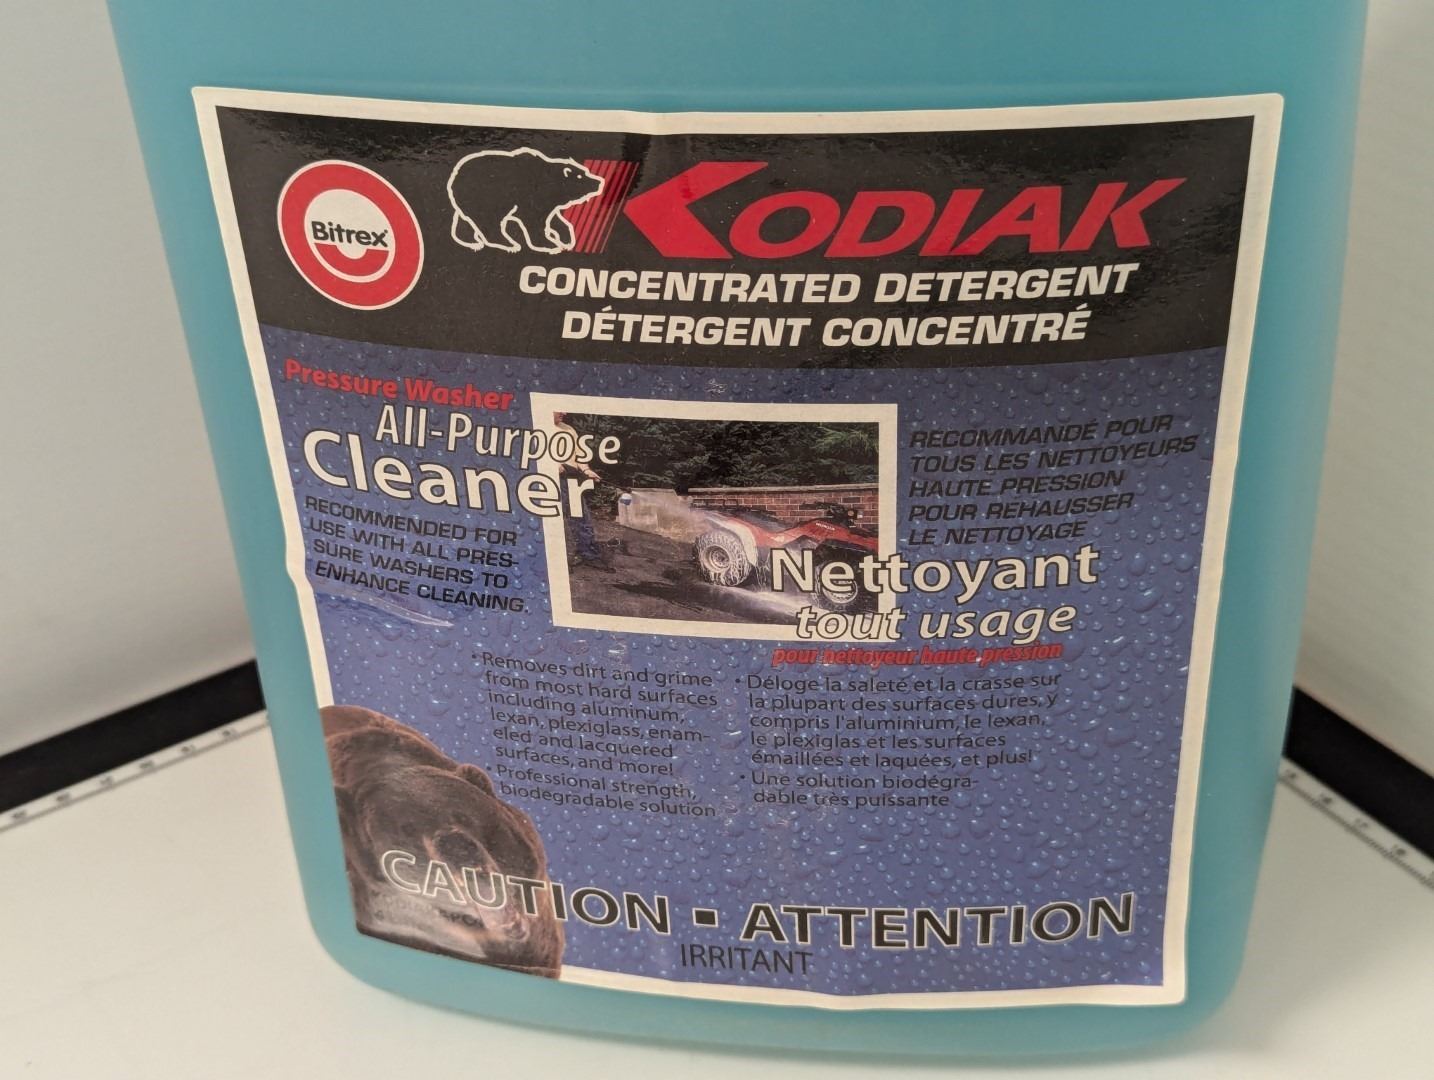 Bitrex
KODIAK
CONCENTRATED DETERGENT
DÉTERGENT CONCENTRÉ
Pressure Washer
All-Purpose
Cleaner
RECOMMENDED FOR
USE WITH ALL PRES-
SURE WASHERS TO
ENHANCE CLEANING.
RECOMMANDÉ POUR
TOUS LES NETTOYEURS
HAUTE PRESSION
POUR REHAUSSER
LE NETTOYAGE
Nettoyant
tout usage
pour nettoyeur haute pression
• Removes dirt and grime
from most hard surfaces
including aluminum,
lexan, plexiglass, enam-
eled and lacquered
surfaces, and more!
• Professional strength,
biodegradable solution
• Déloge la saleté et la crasse sur
la plupart des surfaces dures, y
compris l'aluminium, le lexan,
le plexiglas et les surfaces
émaillées et laquées, et plus!
• Une solution biodégra-
dable très puissante
CAUTION ▪ ATTENTION
IRRITANT